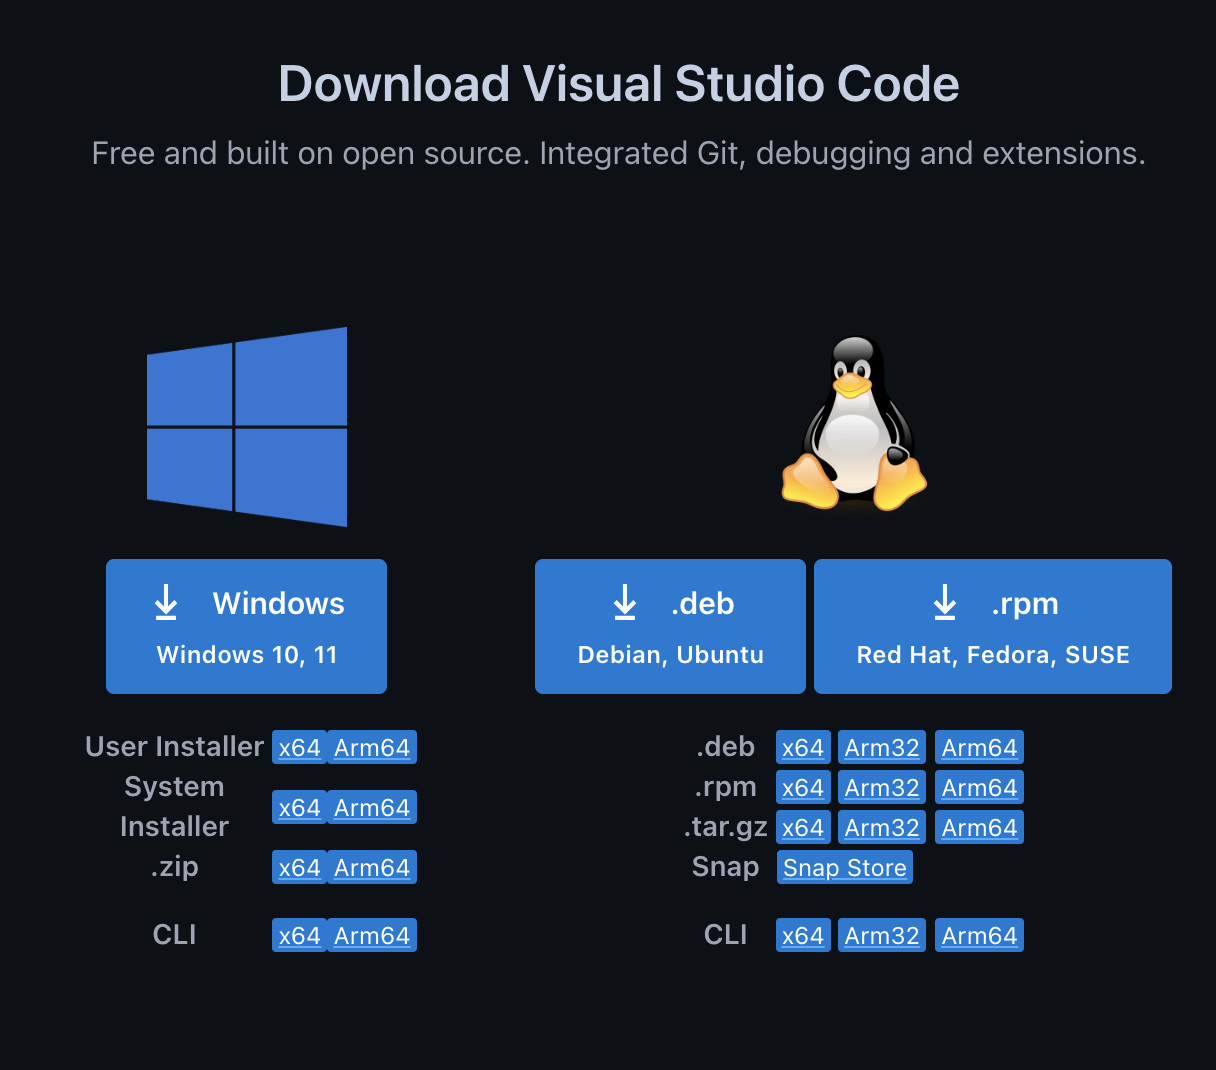 Download Visual Studio Code
Free and built on open source. Integrated Git, debugging and extensions.
Windows
Windows 10, 11
User Installer x64 Arm64
System
Installer x64 Arm64
.zip x64 Arm64
CLI x64 Arm64
.deb
Debian, Ubuntu
.rpm
Red Hat, Fedora, SUSE
.deb x64 Arm32 Arm64
.rpm x64 Arm32 Arm64
.tar.gz x64 Arm32 Arm64
Snap Snap Store
CLI x64 Arm32 Arm64